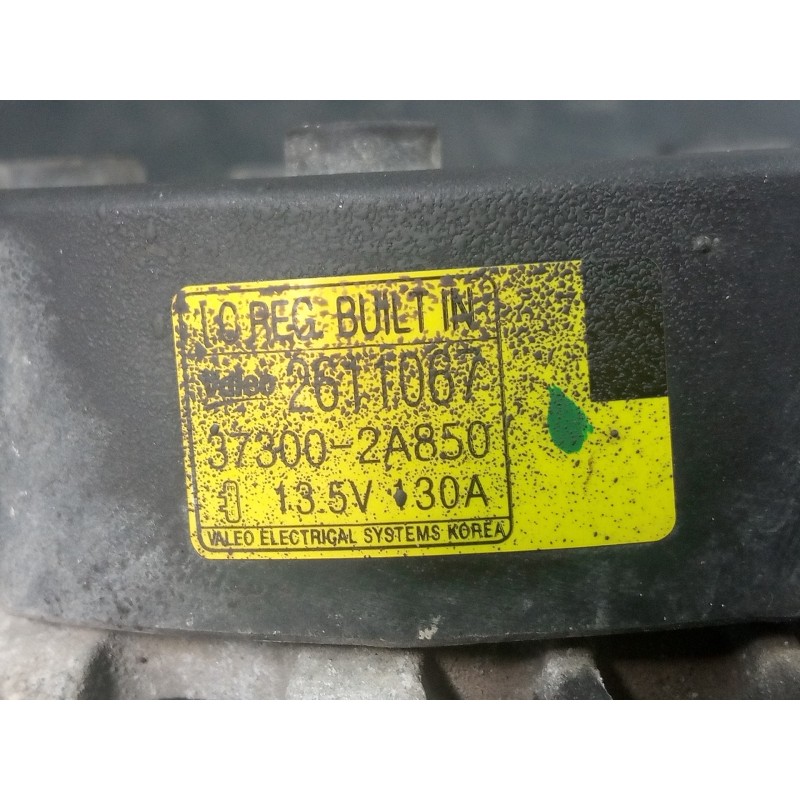 I C REG. BUILT IN
Valeo 2611067
37300-2A850
13.5V 130A
VALEO ELECTRICAL SYSTEMS KOREA